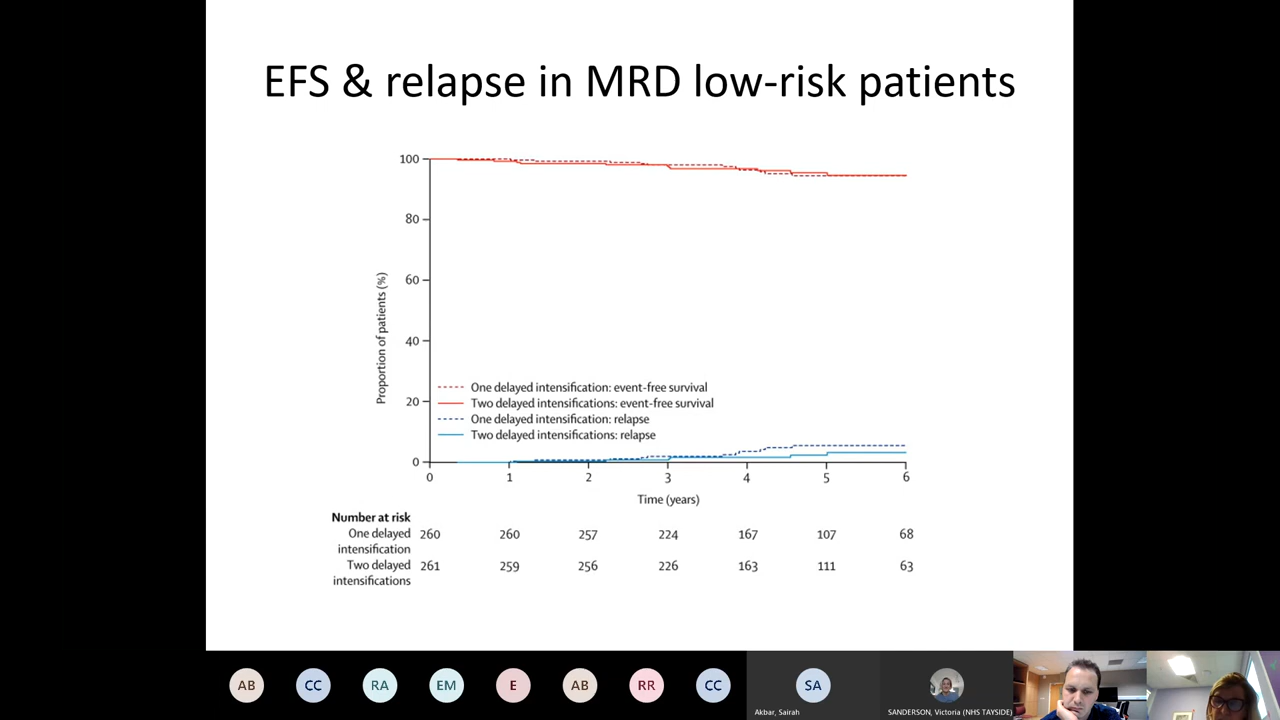 EFS & relapse in MRD low-risk patients
100
80
60
40
20
0
Proportion of patients (%)
One delayed intensification: event-free survival
Two delayed intensifications: event-free survival
One delayed intensification: relapse
Two delayed intensifications: relapse
0 1 2 3 4 5 6
Time (years)
Number at risk
One delayed intensification 260 260 257 224 167 107 68
Two delayed intensifications 261 259 256 226 163 111 63
AB CC RA EM E AB RR CC SA
Akbar, Sairah
SANDERSON, Victoria (NHS TAYSIDE)